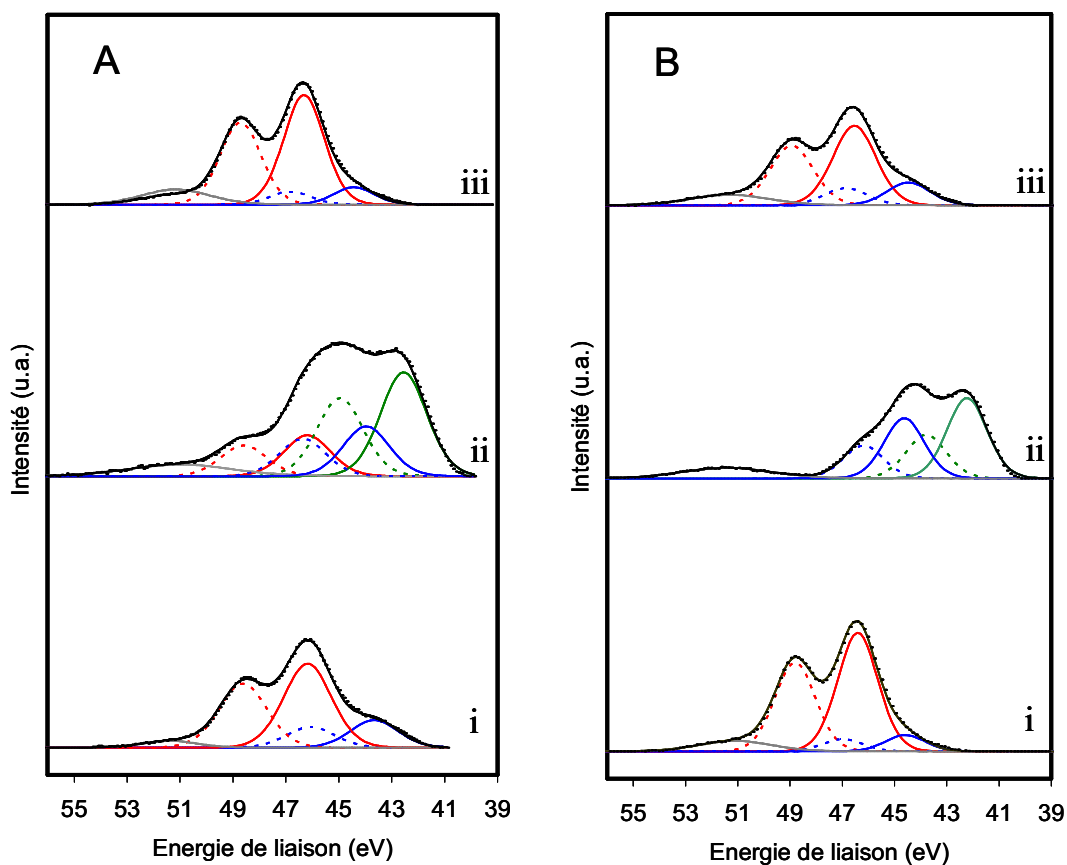 A
iii
ii
i
Intensité (u.a.)
55 53 51 49 47 45 43 41 39
Energie de liaison (eV)
B
iii
ii
i
Intensité (u.a.)
55 53 51 49 47 45 43 41 39
Energie de liaison (eV)